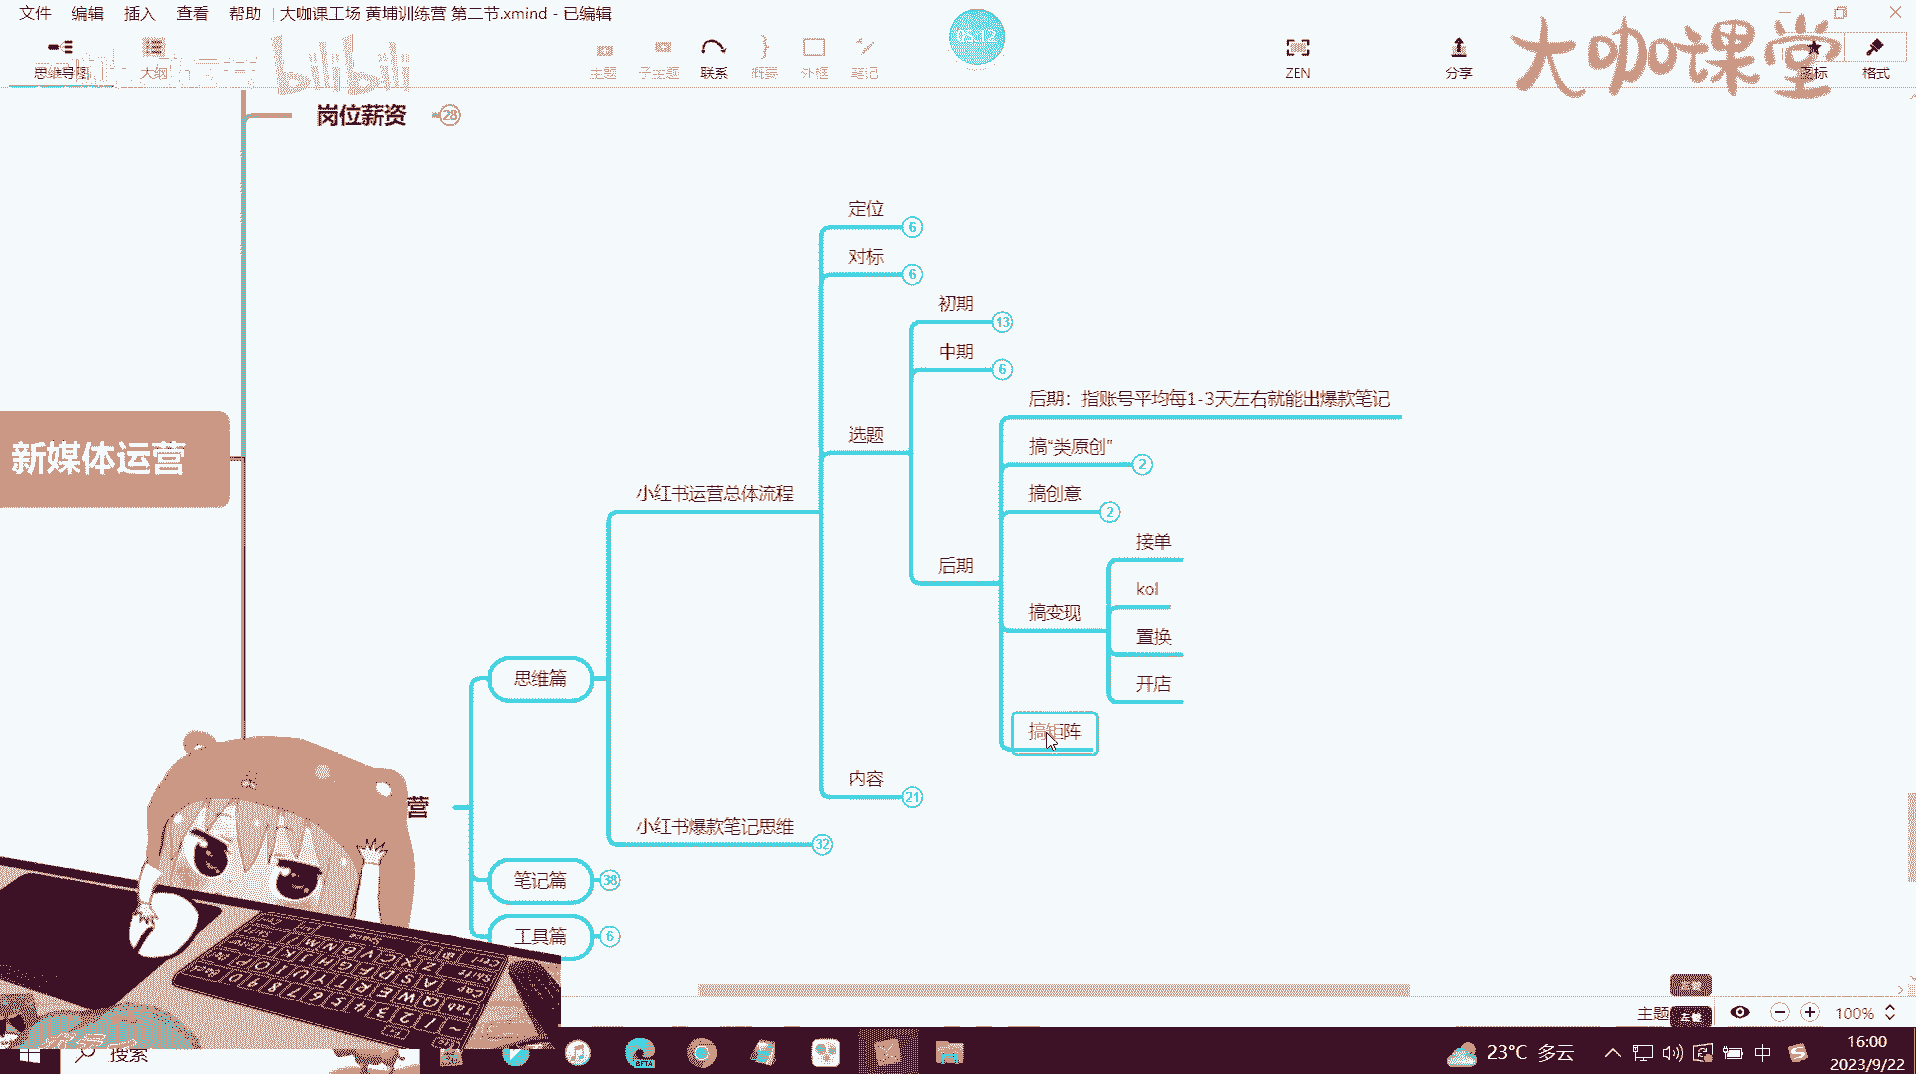 文件 编辑 插入 查看 帮助 大咖课工场 黄埔训练营 第二节.xmind - 已编辑
思维导图 大纲 bilibili 主题 子主题 联系 概要 外框 笔记 05:12 ZEN 分享 图标 格式
大咖课堂
岗位薪资 28
定位 6
对标 6
初期 13
中期 6
后期：指账号平均每1-3天左右就能出爆款笔记
选题
搞“类原创” 2
新媒体运营
小红书运营总体流程
搞创意 2
接单
后期
kol
搞变现
置换
思维篇
开店
搞矩阵
内容 21
营
小红书爆款笔记思维 32
笔记篇 38
工具篇 6
主题
100%
搜索
BETA
23°C 多云
中
16:00
2023/9/22